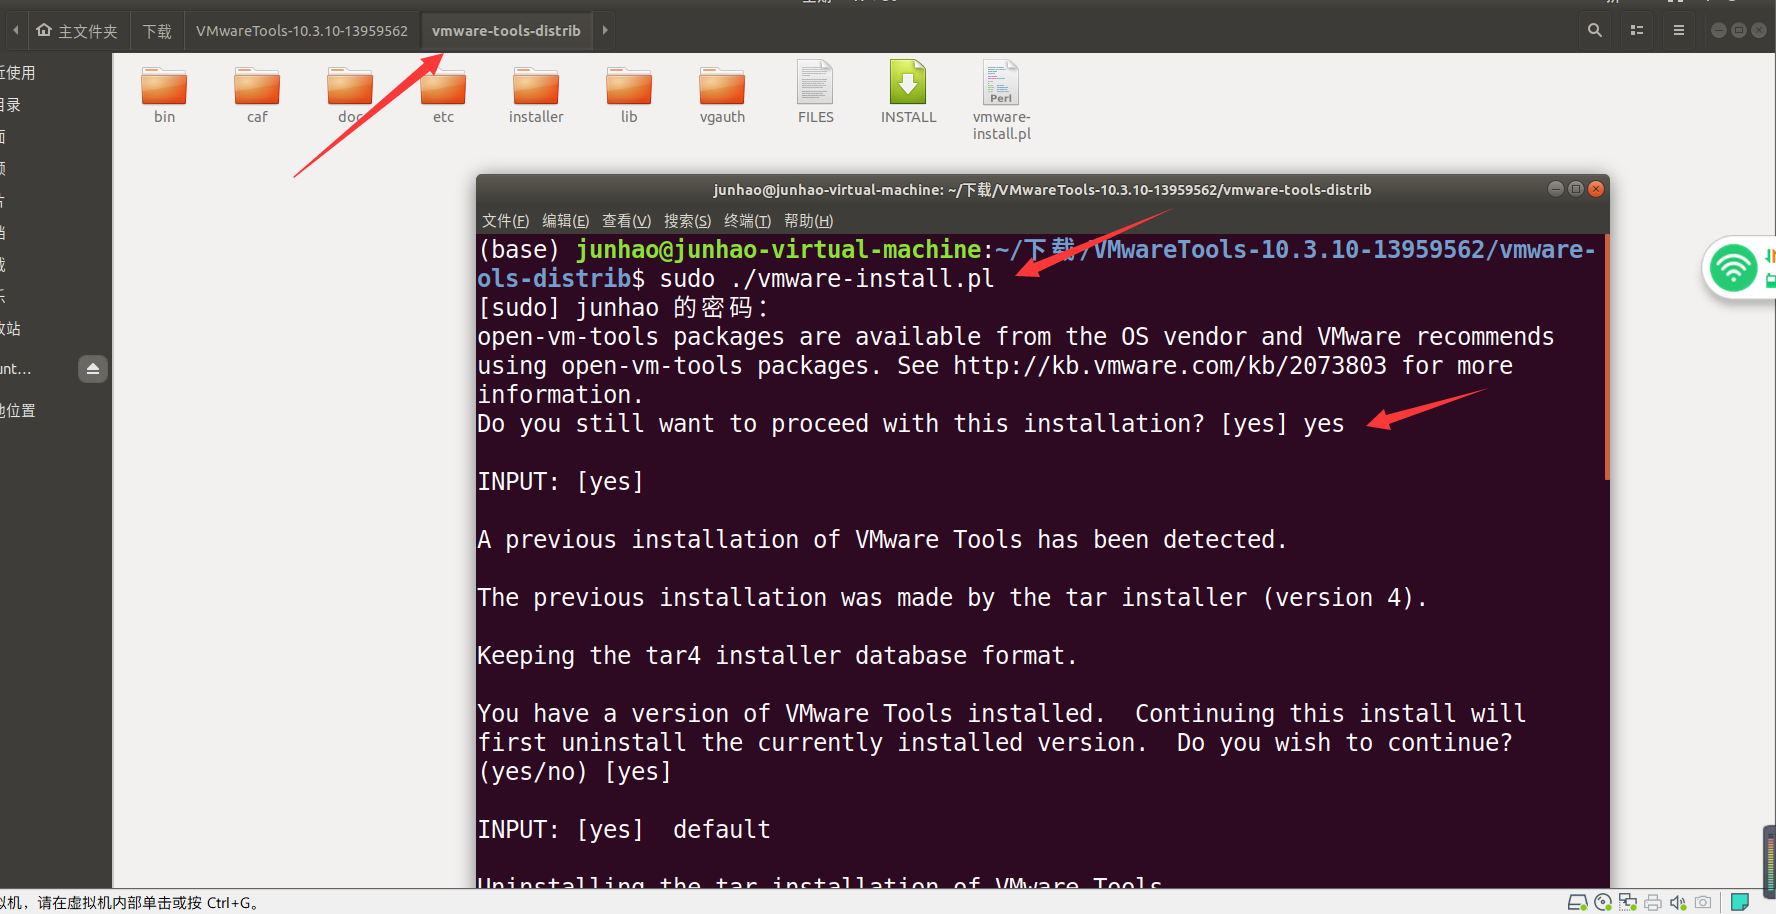 主文件夹 下载 VMwareTools-10.3.10-13959562 vmware-tools-distrib
近使用
目录
bin caf doc etc installer lib vgauth FILES INSTALL vmware-install.pl
收站
unt...
他位置
junhao@junhao-virtual-machine: ~/下载/VMwareTools-10.3.10-13959562/vmware-tools-distrib
文件(F) 编辑(E) 查看(V) 搜索(S) 终端(T) 帮助(H)
(base) junhao@junhao-virtual-machine:~/下载/VMwareTools-10.3.10-13959562/vmware-
ols-distrib$ sudo ./vmware-install.pl
[sudo] junhao 的密码：
open-vm-tools packages are available from the OS vendor and VMware recommends
using open-vm-tools packages. See http://kb.vmware.com/kb/2073803 for more
information.
Do you still want to proceed with this installation? [yes] yes
INPUT: [yes]
A previous installation of VMware Tools has been detected.
The previous installation was made by the tar installer (version 4).
Keeping the tar4 installer database format.
You have a version of VMware Tools installed.  Continuing this install will
first uninstall the currently installed version.  Do you wish to continue?
(yes/no) [yes]
INPUT: [yes]  default
Uninstalling the tar installation of VMware Tools.
拟机，请在虚拟机内部单击或按 Ctrl+G。